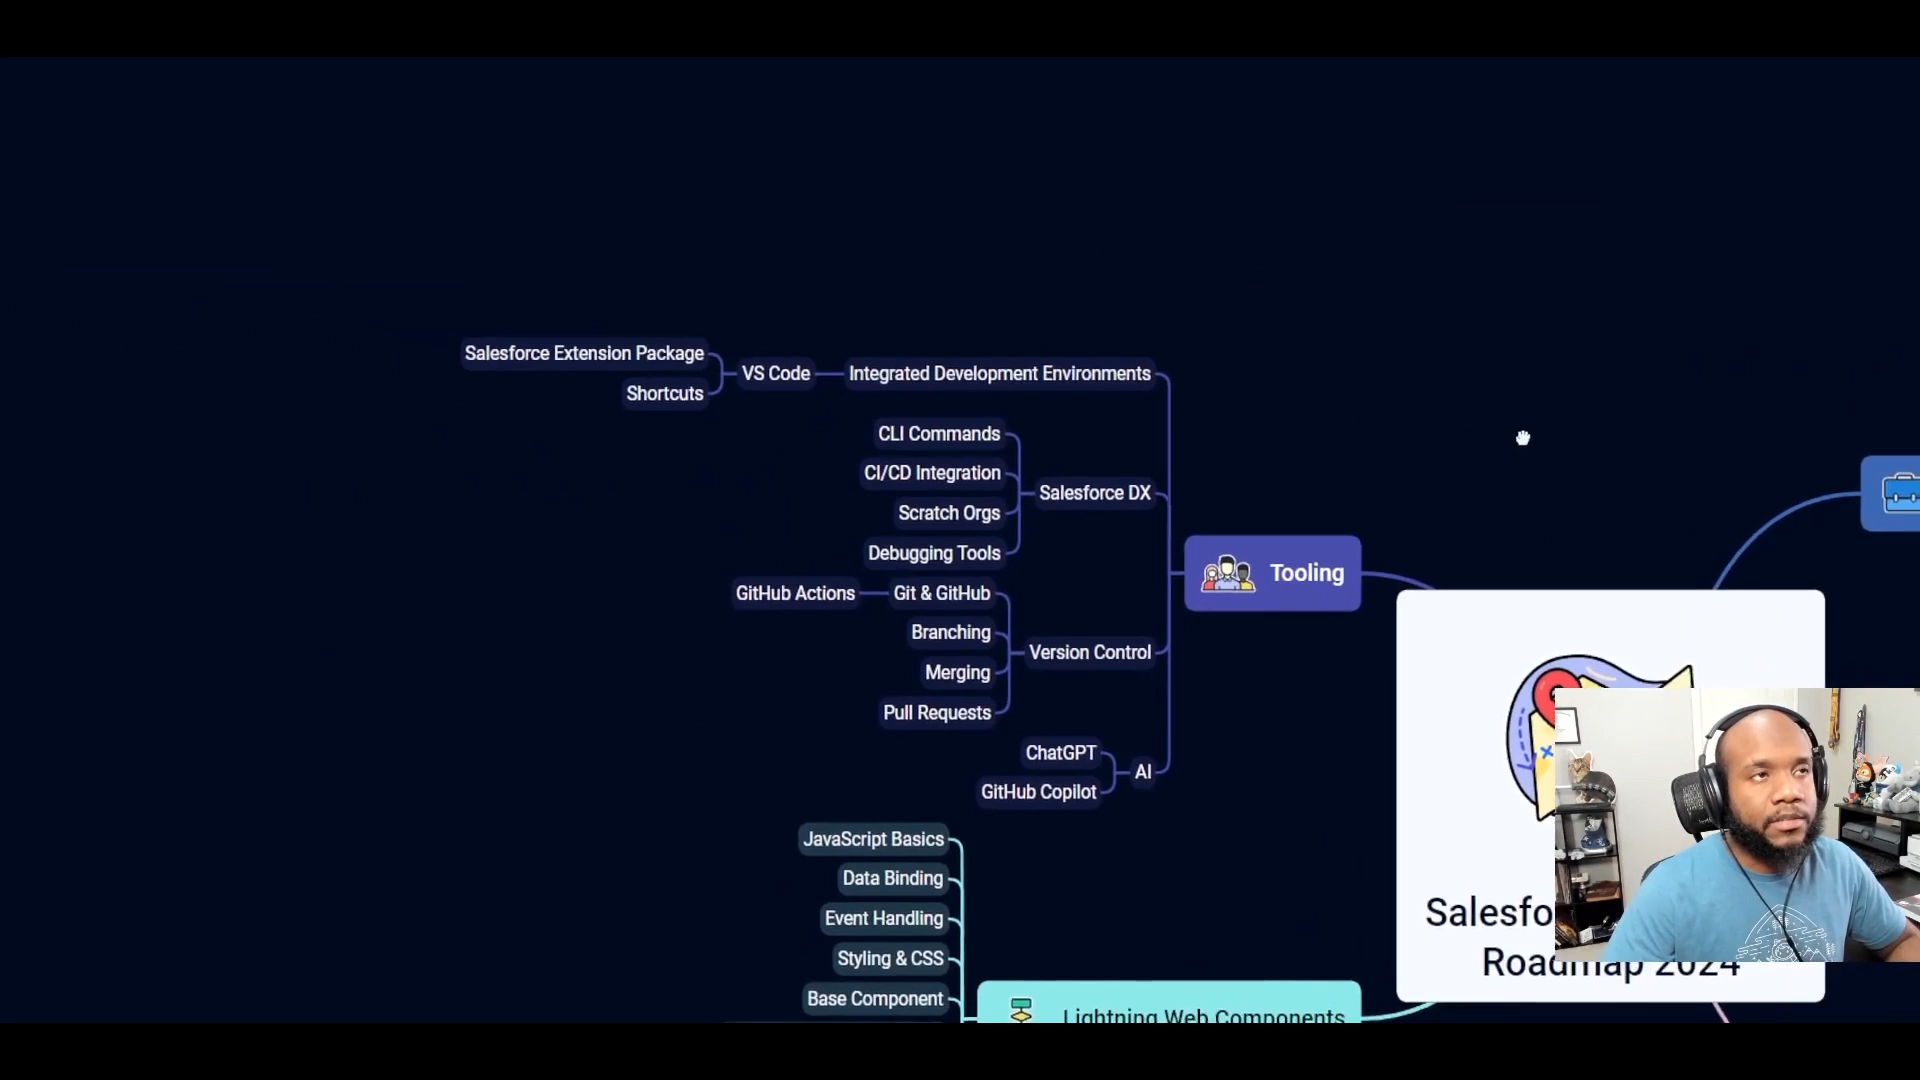 Salesforce Extension Package
VS Code
Integrated Development Environments
Shortcuts
CLI Commands
CI/CD Integration
Salesforce DX
Scratch Orgs
Debugging Tools
Tooling
GitHub Actions
Git & GitHub
Branching
Version Control
Merging
Pull Requests
ChatGPT
AI
GitHub Copilot
JavaScript Basics
Data Binding
Event Handling
Styling & CSS
Base Component
Lightning Web Components
Salesfo
Roadmap 2024